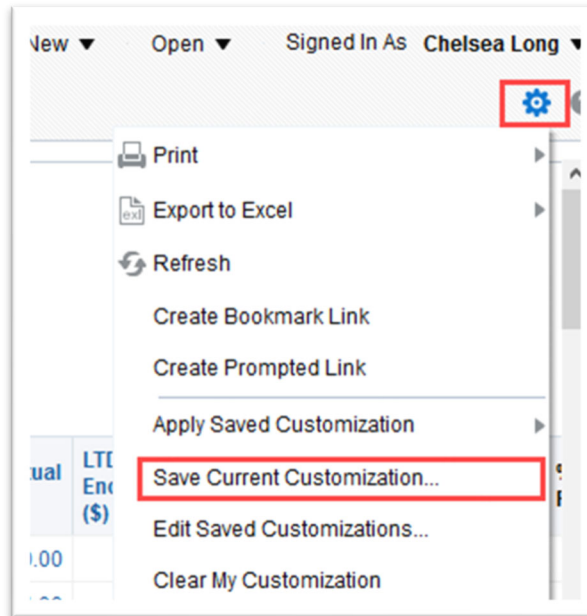 New ▼ Open ▼ Signed In As Chelsea Long ▼
Print
Export to Excel
Refresh
Create Bookmark Link
Create Prompted Link
Apply Saved Customization
Save Current Customization...
Edit Saved Customizations...
Clear My Customization
($)
.00